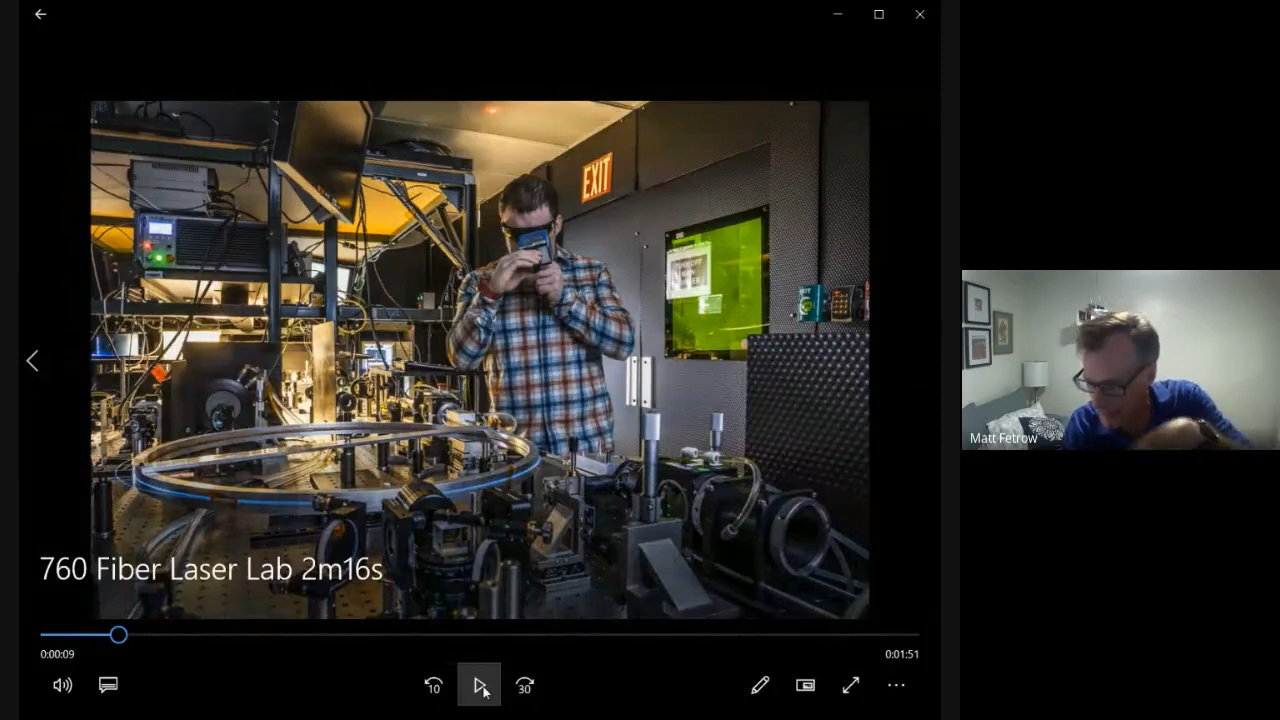 EXIT
760 Fiber Laser Lab 2m16s
0:00:09
0:01:51
10
30
Matt Fetrow